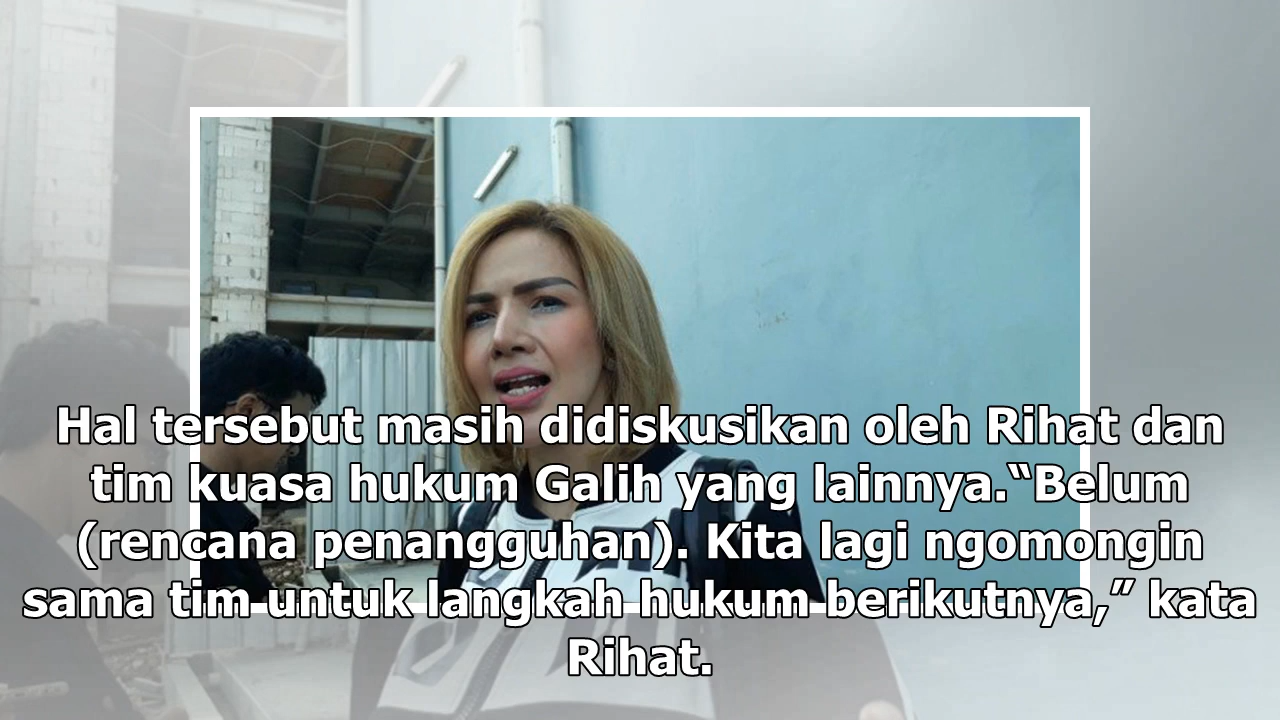 Hal tersebut masih didiskusikan oleh Rihat dan
tim kuasa hukum Galih yang lainnya.“Belum
(rencana penangguhan). Kita lagi ngomongin
sama tim untuk langkah hukum berikutnya,” kata
Rihat.